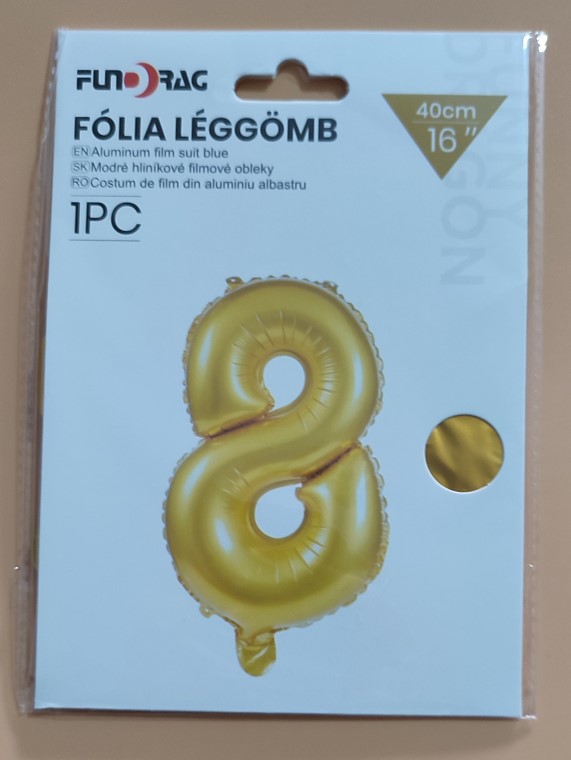 FUNDRAG
FÓLIA LÉGGÖMB
EN Aluminum film suit blue
SK Modré hliníkové filmové obleky
RO Costum de film din aluminiu albastru
1PC
40cm
16"
FUNNY
DRAGON
8